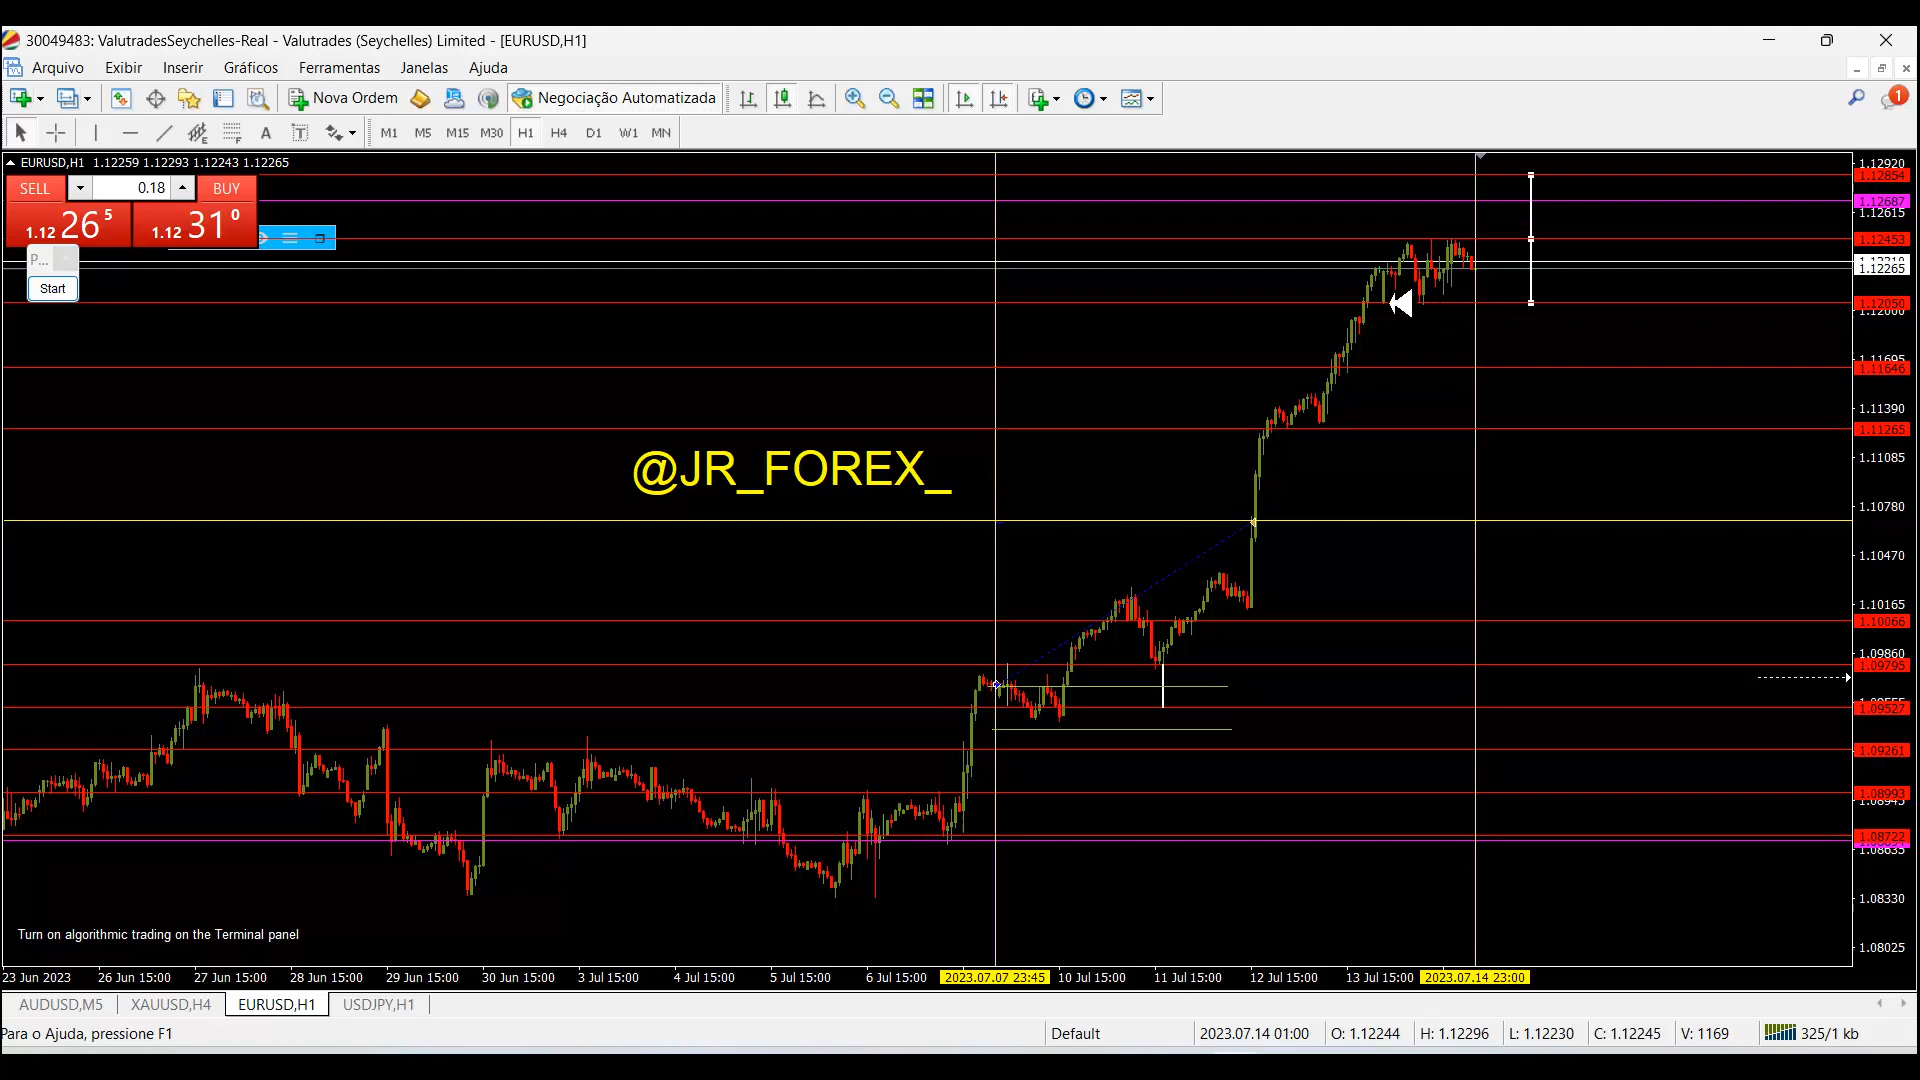 30049483: ValutradesSeychelles-Real - Valutrades (Seychelles) Limited - [EURUSD,H1]
Arquivo Exibir Inserir Gráficos Ferramentas Janelas Ajuda
Nova Ordem Negociação Automatizada 1
A T M1 M5 M15 M30 H1 H4 D1 W1 MN
EURUSD,H1 1.12259 1.12293 1.12243 1.12265
SELL 0.18 BUY
1.12 26 5 1.12 31 0
P...
Start
1.12920
1.12854
1.12687
1.12615
1.12453
1.12265
1.12050
1.12000
1.11695
1.11646
1.11390
1.11265
1.11085
@JR_FOREX_
1.10780
1.10470
1.10165
1.10066
1.09860
1.09795
1.09527
1.09261
1.08993
1.08945
1.08722
1.08635
1.08330
1.08025
Turn on algorithmic trading on the Terminal panel
23 Jun 2023 26 Jun 15:00 27 Jun 15:00 28 Jun 15:00 29 Jun 15:00 30 Jun 15:00 3 Jul 15:00 4 Jul 15:00 5 Jul 15:00 6 Jul 15:00 2023.07.07 23:45 10 Jul 15:00 11 Jul 15:00 12 Jul 15:00 13 Jul 15:00 2023.07.14 23:00
AUDUSD,M5 XAUUSD,H4 EURUSD,H1 USDJPY,H1
Para o Ajuda, pressione F1 Default 2023.07.14 01:00 O: 1.12244 H: 1.12296 L: 1.12230 C: 1.12245 V: 1169 325/1 kb